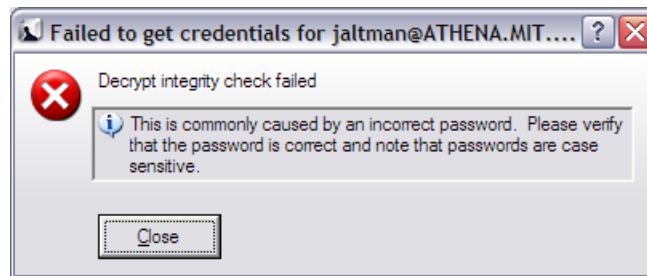 Failed to get credentials for jaltman@ATHENA.MIT....
Decrypt integrity check failed
This is commonly caused by an incorrect password. Please verify
that the password is correct and note that passwords are case
sensitive.
Close